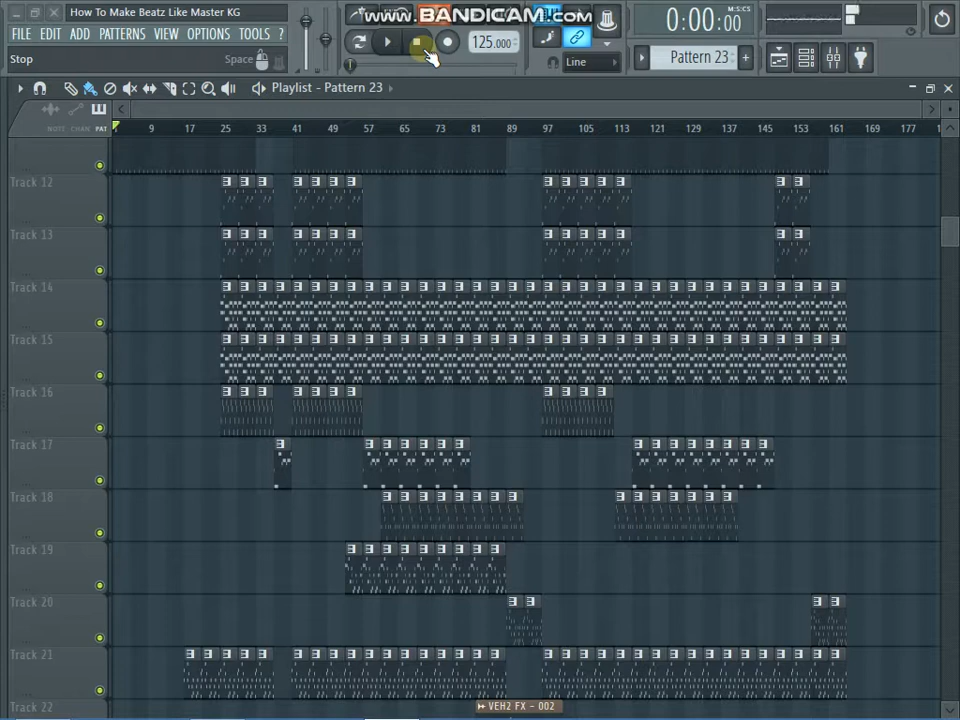 How To Make Beatz Like Master KG
www.BANDICAM.com
0:00:00
M:S:CS
FILE EDIT ADD PATTERNS VIEW OPTIONS TOOLS ?
125.000
Stop
Space
Line
Pattern 23
Playlist - Pattern 23
NOTE CHAN PAT
9 17 25 33 41 49 57 65 73 81 89 97 105 113 121 129 137 145 153 161 169 177
Track 12
Track 13
Track 14
Track 15
Track 16
Track 17
Track 18
Track 19
Track 20
Track 21
Track 22
VEH2 FX - 002